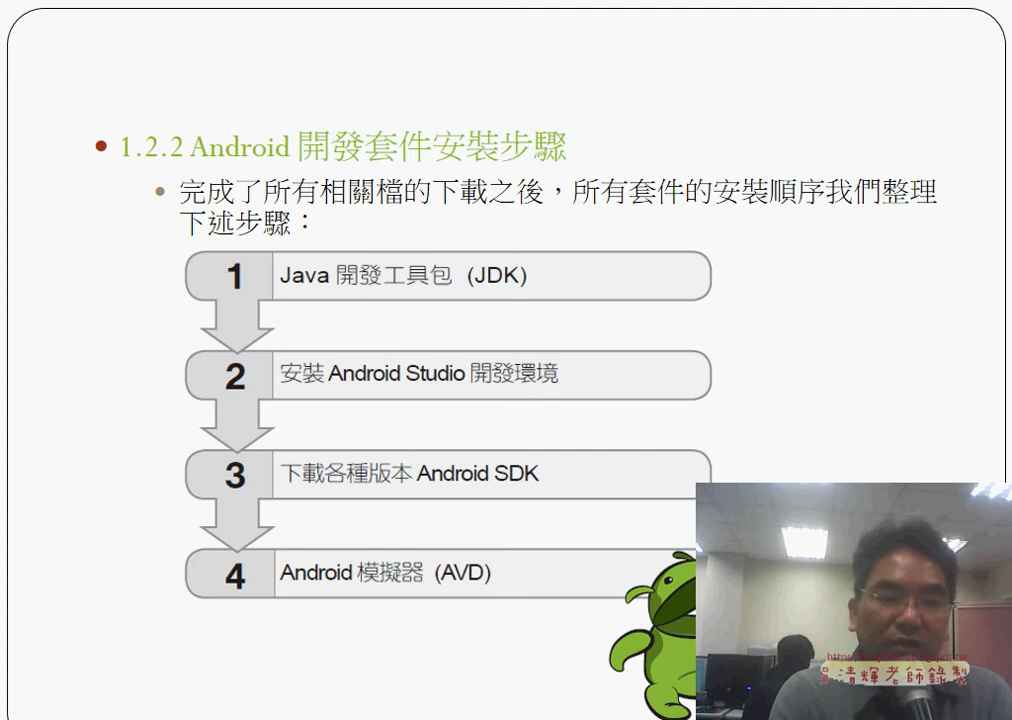 1.2.2 Android 開發套件安裝步驟
完成了所有相關檔的下載之後，所有套件的安裝順序我們整理
下述步驟：
1 Java 開發工具包 (JDK)
2 安裝 Android Studio 開發環境
3 下載各種版本 Android SDK
4 Android 模擬器 (AVD)
清輝老師錄製